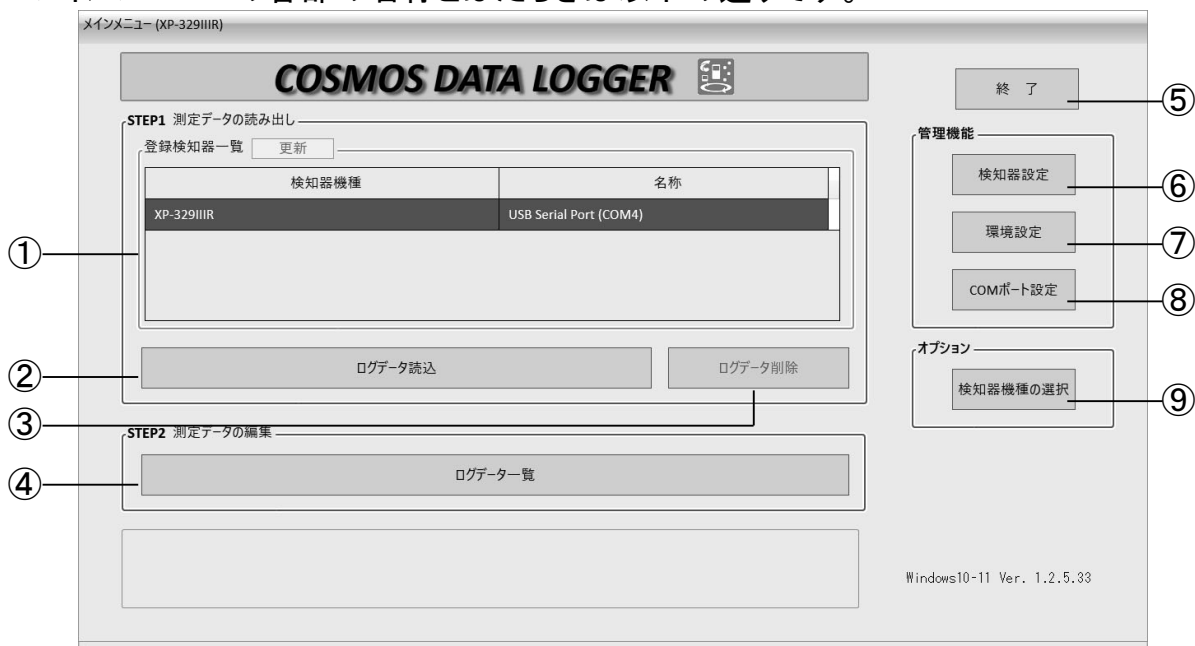 メインメニュー (XP-329IIIR)
COSMOS DATA LOGGER
終 了
⑤
STEP1 測定データの読み出し
管理機能
登録検知器一覧 更新
検知器機種 名称
検知器設定
⑥
XP-329IIIR USB Serial Port (COM4)
環境設定
⑦
①
COMポート設定
⑧
オプション
②
ログデータ読込 ログデータ削除
検知器機種の選択
⑨
③
STEP2 測定データの編集
④
ログデータ一覧
Windows10-11 Ver. 1.2.5.33